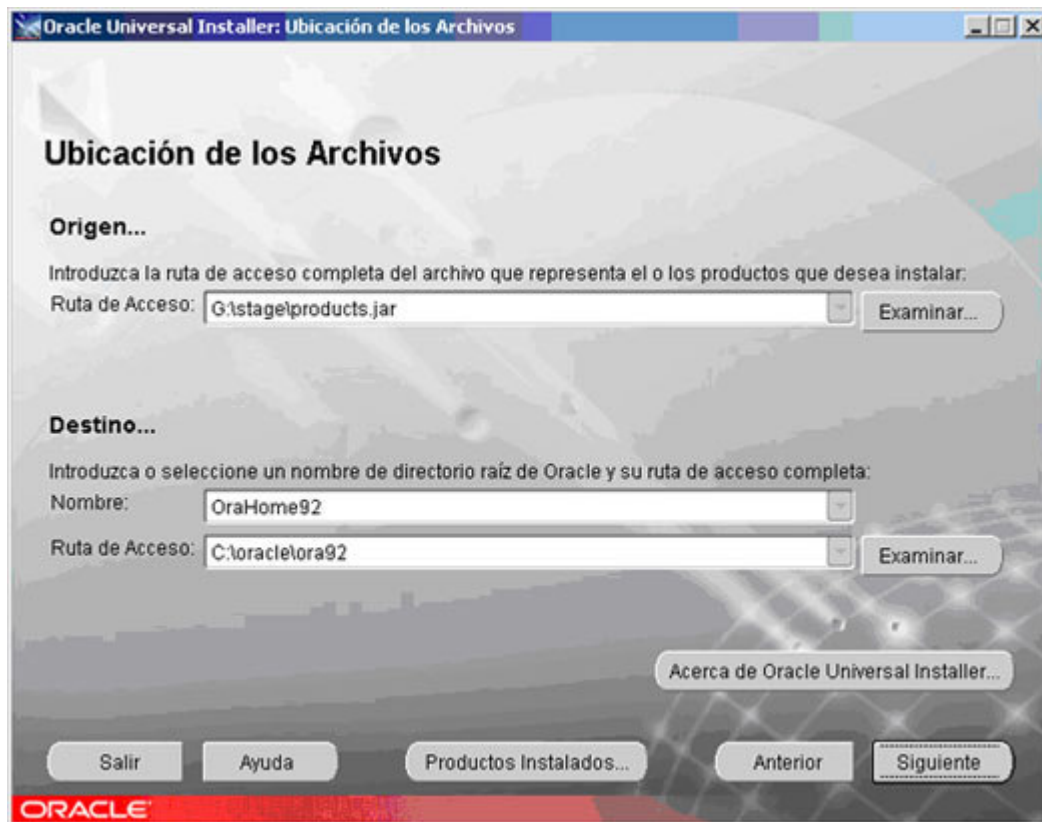 Oracle Universal Installer: Ubicación de los Archivos
Ubicación de los Archivos
Origen...
Introduzca la ruta de acceso completa del archivo que representa el o los productos que desea instalar:
Ruta de Acceso: G:\stage\products.jar Examinar...
Destino...
Introduzca o seleccione un nombre de directorio raíz de Oracle y su ruta de acceso completa:
Nombre: OraHome92
Ruta de Acceso: C:\oracle\ora92 Examinar...
Acerca de Oracle Universal Installer...
Salir Ayuda Productos Instalados... Anterior Siguiente
ORACLE